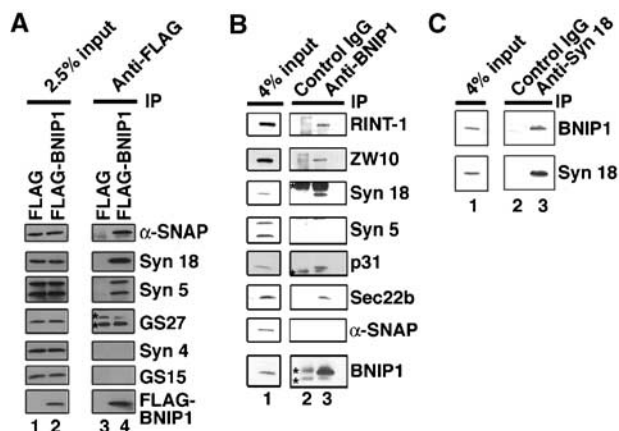 A
2.5% input
Anti-FLAG
IP
FLAG
FLAG-BNIP1
FLAG
FLAG-BNIP1
α-SNAP
Syn 18
Syn 5
* GS27
*
Syn 4
GS15
FLAG-
BNIP1
1 2 3 4
B
4% input
Control IgG
Anti-BNIP1
IP
RINT-1
ZW10
* Syn 18
Syn 5
* p31
Sec22b
α-SNAP
* BNIP1
*
1 2 3
C
4% input
Control IgG
Anti-Syn 18
IP
BNIP1
Syn 18
1 2 3